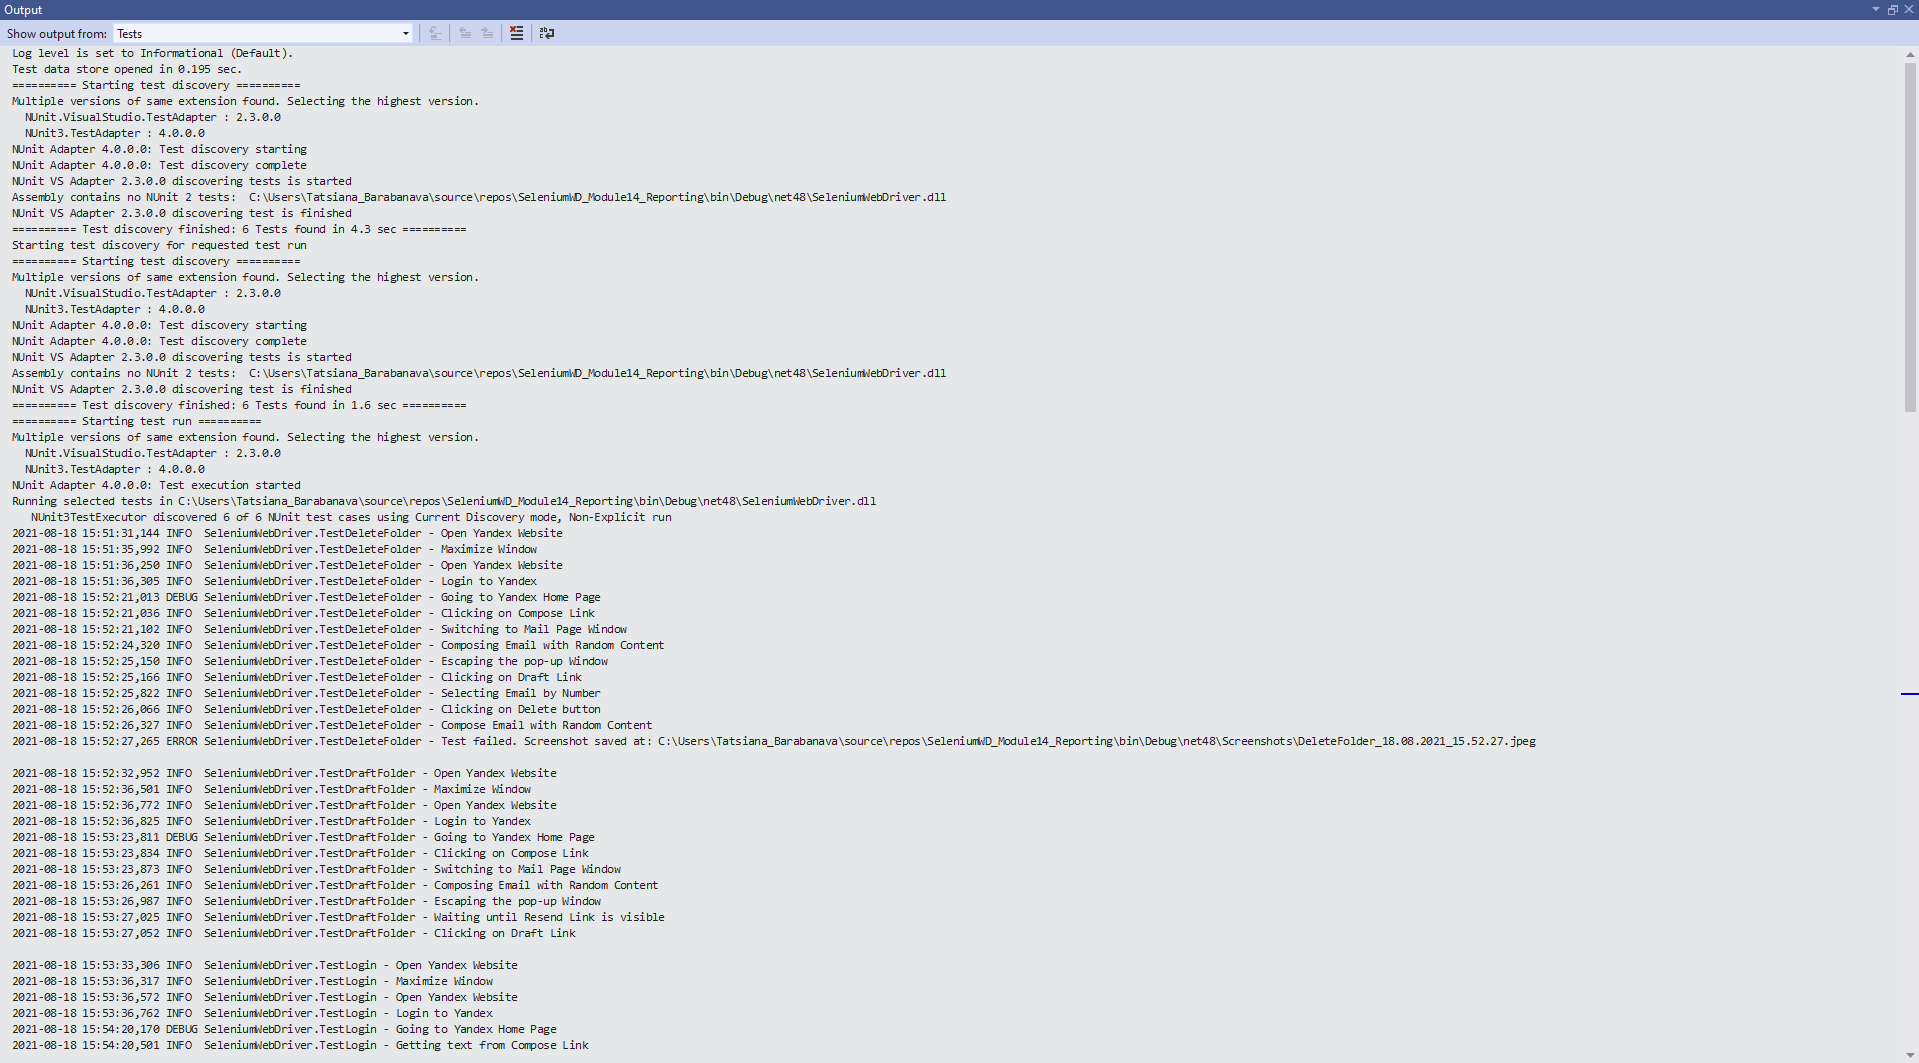 Output
Show output from: Tests
Log level is set to Informational (Default).
Test data store opened in 0.195 sec.
========== Starting test discovery ==========
Multiple versions of same extension found. Selecting the highest version.
  NUnit.VisualStudio.TestAdapter : 2.3.0.0
  NUnit3.TestAdapter : 4.0.0.0
NUnit Adapter 4.0.0.0: Test discovery starting
NUnit Adapter 4.0.0.0: Test discovery complete
NUnit VS Adapter 2.3.0.0 discovering tests is started
Assembly contains no NUnit 2 tests:  C:\Users\Tatsiana_Barabanava\source\repos\SeleniumWD_Module14_Reporting\bin\Debug\net48\SeleniumWebDriver.dll
NUnit VS Adapter 2.3.0.0 discovering test is finished
========== Test discovery finished: 6 Tests found in 4.3 sec ==========
Starting test discovery for requested test run
========== Starting test discovery ==========
Multiple versions of same extension found. Selecting the highest version.
  NUnit.VisualStudio.TestAdapter : 2.3.0.0
  NUnit3.TestAdapter : 4.0.0.0
NUnit Adapter 4.0.0.0: Test discovery starting
NUnit Adapter 4.0.0.0: Test discovery complete
NUnit VS Adapter 2.3.0.0 discovering tests is started
Assembly contains no NUnit 2 tests:  C:\Users\Tatsiana_Barabanava\source\repos\SeleniumWD_Module14_Reporting\bin\Debug\net48\SeleniumWebDriver.dll
NUnit VS Adapter 2.3.0.0 discovering test is finished
========== Test discovery finished: 6 Tests found in 1.6 sec ==========
========== Starting test run ==========
Multiple versions of same extension found. Selecting the highest version.
  NUnit.VisualStudio.TestAdapter : 2.3.0.0
  NUnit3.TestAdapter : 4.0.0.0
NUnit Adapter 4.0.0.0: Test execution started
Running selected tests in C:\Users\Tatsiana_Barabanava\source\repos\SeleniumWD_Module14_Reporting\bin\Debug\net48\SeleniumWebDriver.dll
   NUnit3TestExecutor discovered 6 of 6 NUnit test cases using Current Discovery mode, Non-Explicit run
2021-08-18 15:51:31,144 INFO  SeleniumWebDriver.TestDeleteFolder - Open Yandex Website
2021-08-18 15:51:35,992 INFO  SeleniumWebDriver.TestDeleteFolder - Maximize Window
2021-08-18 15:51:36,250 INFO  SeleniumWebDriver.TestDeleteFolder - Open Yandex Website
2021-08-18 15:51:36,305 INFO  SeleniumWebDriver.TestDeleteFolder - Login to Yandex
2021-08-18 15:52:21,013 DEBUG SeleniumWebDriver.TestDeleteFolder - Going to Yandex Home Page
2021-08-18 15:52:21,036 INFO  SeleniumWebDriver.TestDeleteFolder - Clicking on Compose Link
2021-08-18 15:52:21,102 INFO  SeleniumWebDriver.TestDeleteFolder - Switching to Mail Page Window
2021-08-18 15:52:24,320 INFO  SeleniumWebDriver.TestDeleteFolder - Composing Email with Random Content
2021-08-18 15:52:25,150 INFO  SeleniumWebDriver.TestDeleteFolder - Escaping the pop-up Window
2021-08-18 15:52:25,166 INFO  SeleniumWebDriver.TestDeleteFolder - Clicking on Draft Link
2021-08-18 15:52:25,822 INFO  SeleniumWebDriver.TestDeleteFolder - Selecting Email by Number
2021-08-18 15:52:26,066 INFO  SeleniumWebDriver.TestDeleteFolder - Clicking on Delete button
2021-08-18 15:52:26,327 INFO  SeleniumWebDriver.TestDeleteFolder - Compose Email with Random Content
2021-08-18 15:52:27,265 ERROR SeleniumWebDriver.TestDeleteFolder - Test failed. Screenshot saved at: C:\Users\Tatsiana_Barabanava\source\repos\SeleniumWD_Module14_Reporting\bin\Debug\net48\Screenshots\DeleteFolder_18.08.2021_15.52.27.jpeg
2021-08-18 15:52:32,952 INFO  SeleniumWebDriver.TestDraftFolder - Open Yandex Website
2021-08-18 15:52:36,501 INFO  SeleniumWebDriver.TestDraftFolder - Maximize Window
2021-08-18 15:52:36,772 INFO  SeleniumWebDriver.TestDraftFolder - Open Yandex Website
2021-08-18 15:52:36,825 INFO  SeleniumWebDriver.TestDraftFolder - Login to Yandex
2021-08-18 15:53:23,811 DEBUG SeleniumWebDriver.TestDraftFolder - Going to Yandex Home Page
2021-08-18 15:53:23,834 INFO  SeleniumWebDriver.TestDraftFolder - Clicking on Compose Link
2021-08-18 15:53:23,873 INFO  SeleniumWebDriver.TestDraftFolder - Switching to Mail Page Window
2021-08-18 15:53:26,261 INFO  SeleniumWebDriver.TestDraftFolder - Composing Email with Random Content
2021-08-18 15:53:26,987 INFO  SeleniumWebDriver.TestDraftFolder - Escaping the pop-up Window
2021-08-18 15:53:27,025 INFO  SeleniumWebDriver.TestDraftFolder - Waiting until Resend Link is visible
2021-08-18 15:53:27,052 INFO  SeleniumWebDriver.TestDraftFolder - Clicking on Draft Link
2021-08-18 15:53:33,306 INFO  SeleniumWebDriver.TestLogin - Open Yandex Website
2021-08-18 15:53:36,317 INFO  SeleniumWebDriver.TestLogin - Maximize Window
2021-08-18 15:53:36,572 INFO  SeleniumWebDriver.TestLogin - Open Yandex Website
2021-08-18 15:53:36,762 INFO  SeleniumWebDriver.TestLogin - Login to Yandex
2021-08-18 15:54:20,170 DEBUG SeleniumWebDriver.TestLogin - Going to Yandex Home Page
2021-08-18 15:54:20,501 INFO  SeleniumWebDriver.TestLogin - Getting text from Compose Link